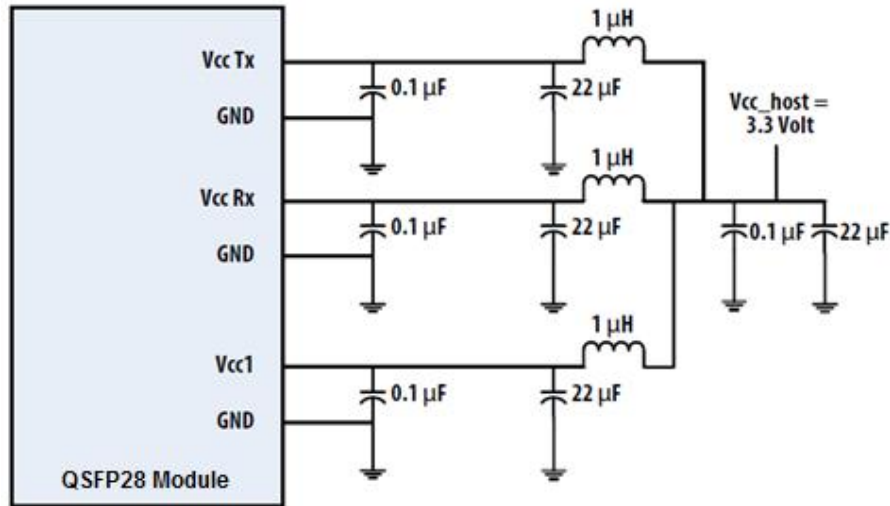 1 µH
Vcc Tx
0.1 µF
22 µF
GND
Vcc_host =
3.3 Volt
1 µH
Vcc Rx
0.1 µF
22 µF
0.1 µF
22 µF
GND
1 µH
Vcc1
0.1 µF
22 µF
GND
QSFP28 Module